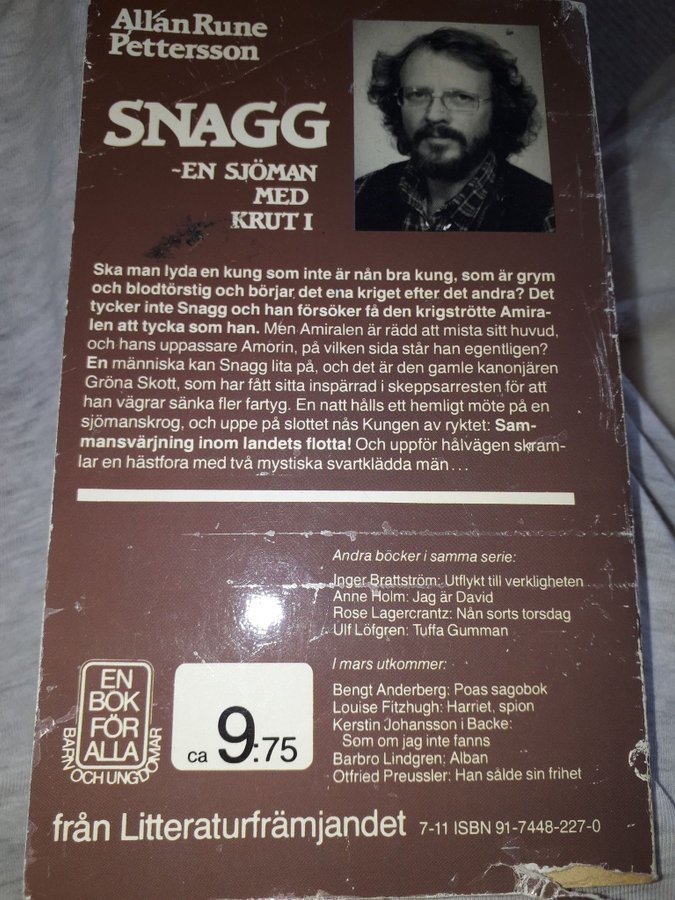 Allan Rune
Pettersson
SNAGG
-EN SJÖMAN
MED
KRUT I
Ska man lyda en kung som inte är nån bra kung, som är grym
och blodtörstig och börjar det ena kriget efter det andra? Det
tycker inte Snagg och han försöker få den krigströtte Amira-
len att tycka som han. Men Amiralen är rädd att mista sitt huvud,
och hans uppassare Amorin, på vilken sida står han egentligen?
En människa kan Snagg lita på, och det är den gamle kanonjären
Gröna Skott, som har fått sitta inspärrad i skeppsarresten för att
han vägrar sänka fler fartyg. En natt hålls ett hemligt möte på en
sjömanskrog, och uppe på slottet nås Kungen av ryktet: Sam-
mansvärjning inom landets flotta! Och uppför hålvägen skram-
lar en hästfora med två mystiska svartklädda män...
Andra böcker i samma serie:
Inger Brattström: Utflykt till verkligheten
Anne Holm: Jag är David
Rose Lagercrantz: Nån sorts torsdag
Ulf Löfgren: Tuffa Gumman
I mars utkommer:
Bengt Anderberg: Poas sagobok
Louise Fitzhugh: Harriet, spion
Kerstin Johansson i Backe:
Som om jag inte fanns
Barbro Lindgren: Alban
Otfried Preussler: Han sålde sin frihet
EN
BOK
FÖR
ALLA
BARN OCH UNGDOMAR
ca 9:75
från Litteraturfrämjandet 7-11 ISBN 91-7448-227-0